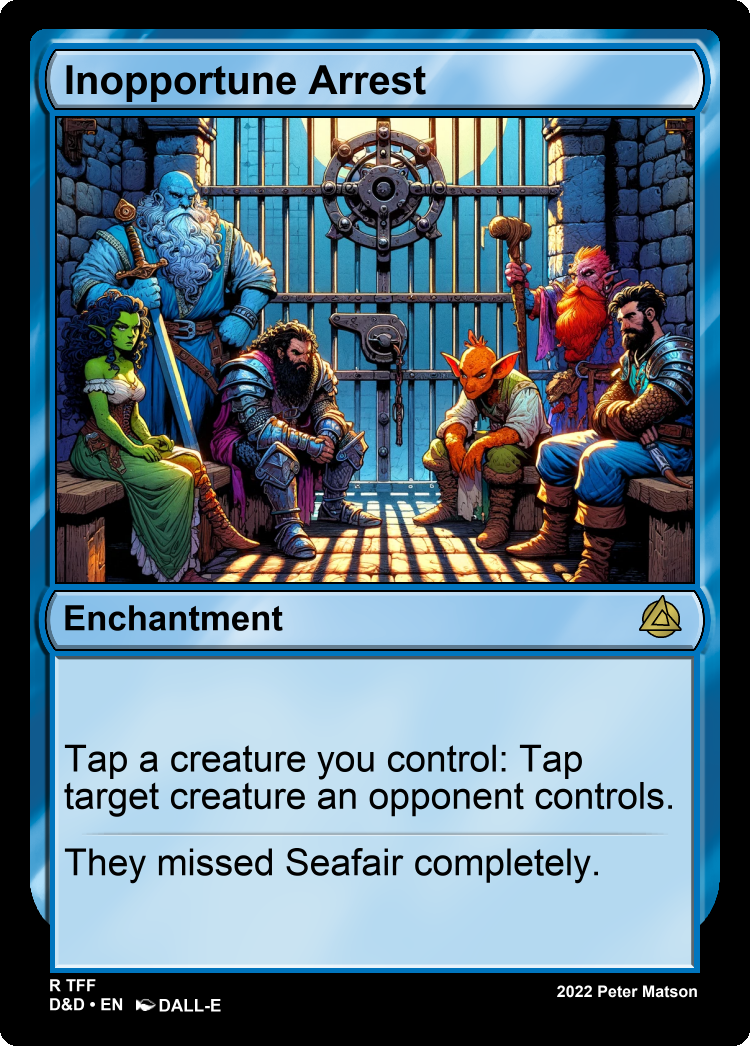 Inopportune Arrest
Enchantment
Tap a creature you control: Tap
target creature an opponent controls.
They missed Seafair completely.
R TFF
D&D • EN DALL-E
2022 Peter Matson